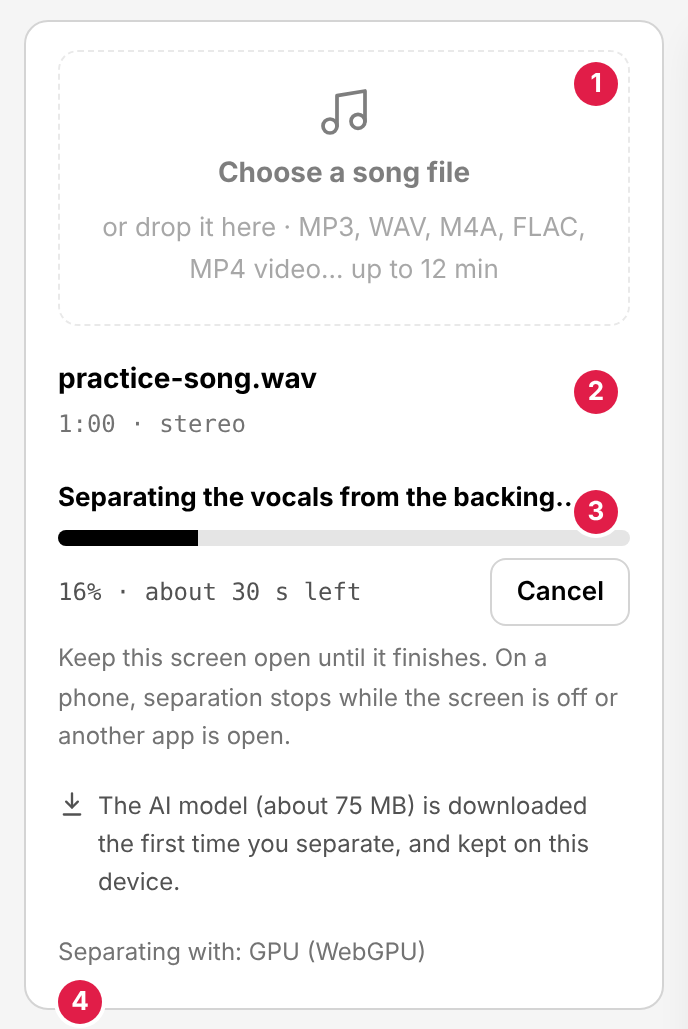 1
Choose a song file
or drop it here · MP3, WAV, M4A, FLAC,
MP4 video... up to 12 min
practice-song.wav
2
1:00 · stereo
Separating the vocals from the backing..
3
16% · about 30 s left
Cancel
Keep this screen open until it finishes. On a
phone, separation stops while the screen is off or
another app is open.
The AI model (about 75 MB) is downloaded
the first time you separate, and kept on this
device.
Separating with: GPU (WebGPU)
4